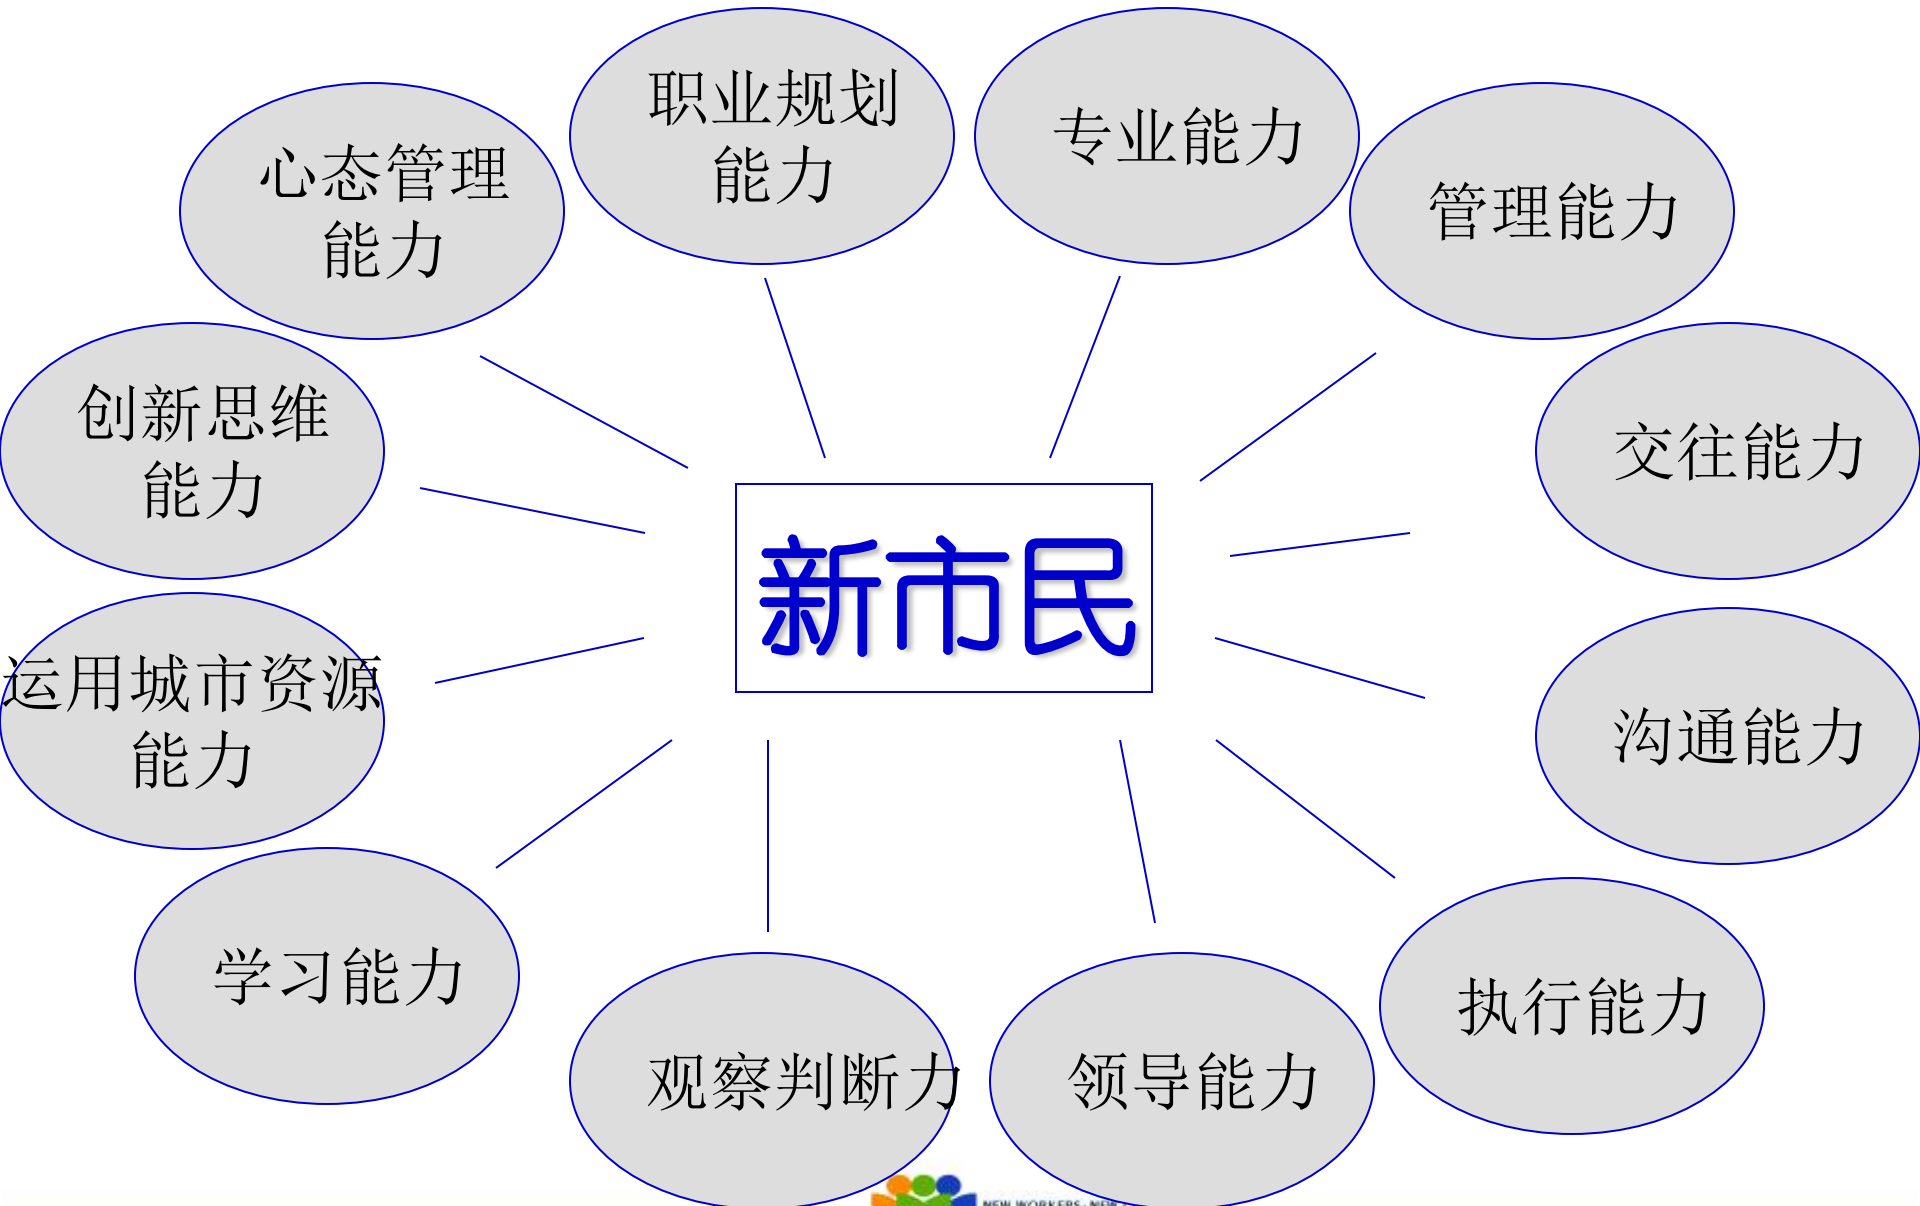 职业规划
能力
专业能力
心态管理
能力
管理能力
创新思维
能力
交往能力
新市民
运用城市资源
能力
沟通能力
学习能力
执行能力
观察判断力
领导能力
NEW WORKERS · NEW